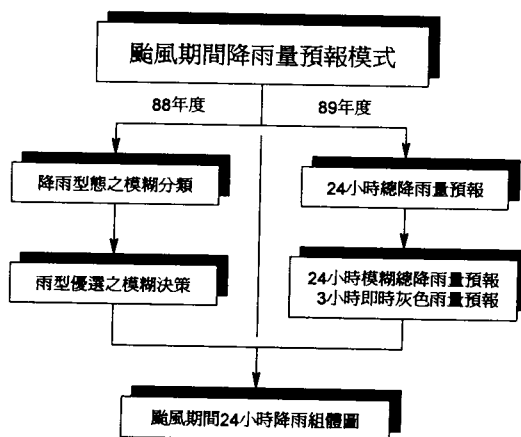 颱風期間降雨量預報模式
88年度
89年度
降雨型態之模糊分類
24小時總降雨量預報
雨型優選之模糊決策
24小時模糊總降雨量預報
3小時即時灰色雨量預報
颱風期間24小時降雨組體圖